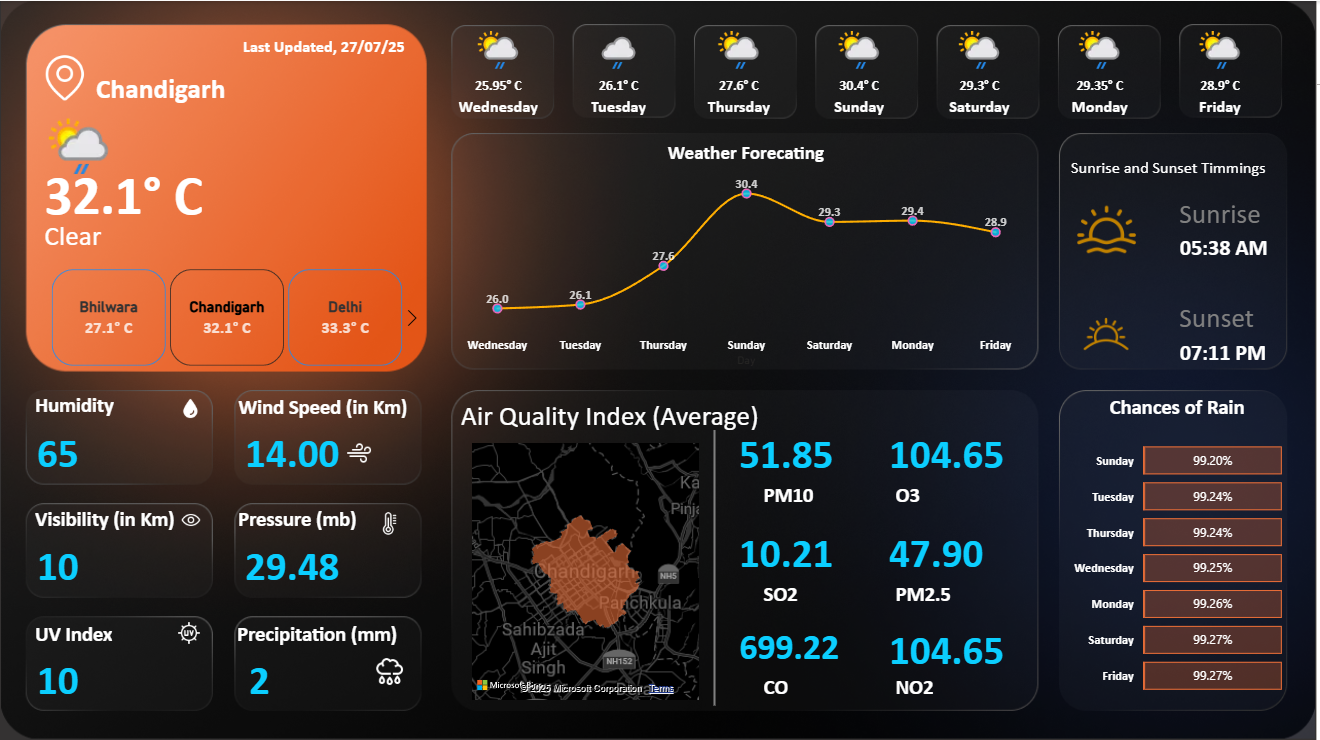 Last Updated, 27/07/25
Chandigarh
32.1° C
Clear
Bhilwara
27.1° C
Chandigarh
32.1° C
Delhi
33.3° C
25.95° C
Wednesday
26.1° C
Tuesday
27.6° C
Thursday
30.4° C
Sunday
29.3° C
Saturday
29.35° C
Monday
28.9° C
Friday
Weather Forecating
26.0
26.1
27.6
30.4
29.3
29.4
28.9
Wednesday
Tuesday
Thursday
Sunday
Saturday
Monday
Friday
Day
Sunrise and Sunset Timmings
Sunrise
05:38 AM
Sunset
07:11 PM
Humidity
65
Wind Speed (in Km)
14.00
Visibility (in Km)
10
Pressure (mb)
29.48
UV Index
UV
10
Precipitation (mm)
2
Air Quality Index (Average)
Ka
Pinja
NH5
Chandigarh
Panchkula
Sahibzada
Ajit
Singh
NH152
© 2025 Microsoft Corporation Terms
51.85
PM10
104.65
O3
10.21
SO2
47.90
PM2.5
699.22
CO
104.65
NO2
Chances of Rain
Sunday 99.20%
Tuesday 99.24%
Thursday 99.24%
Wednesday 99.25%
Monday 99.26%
Saturday 99.27%
Friday 99.27%